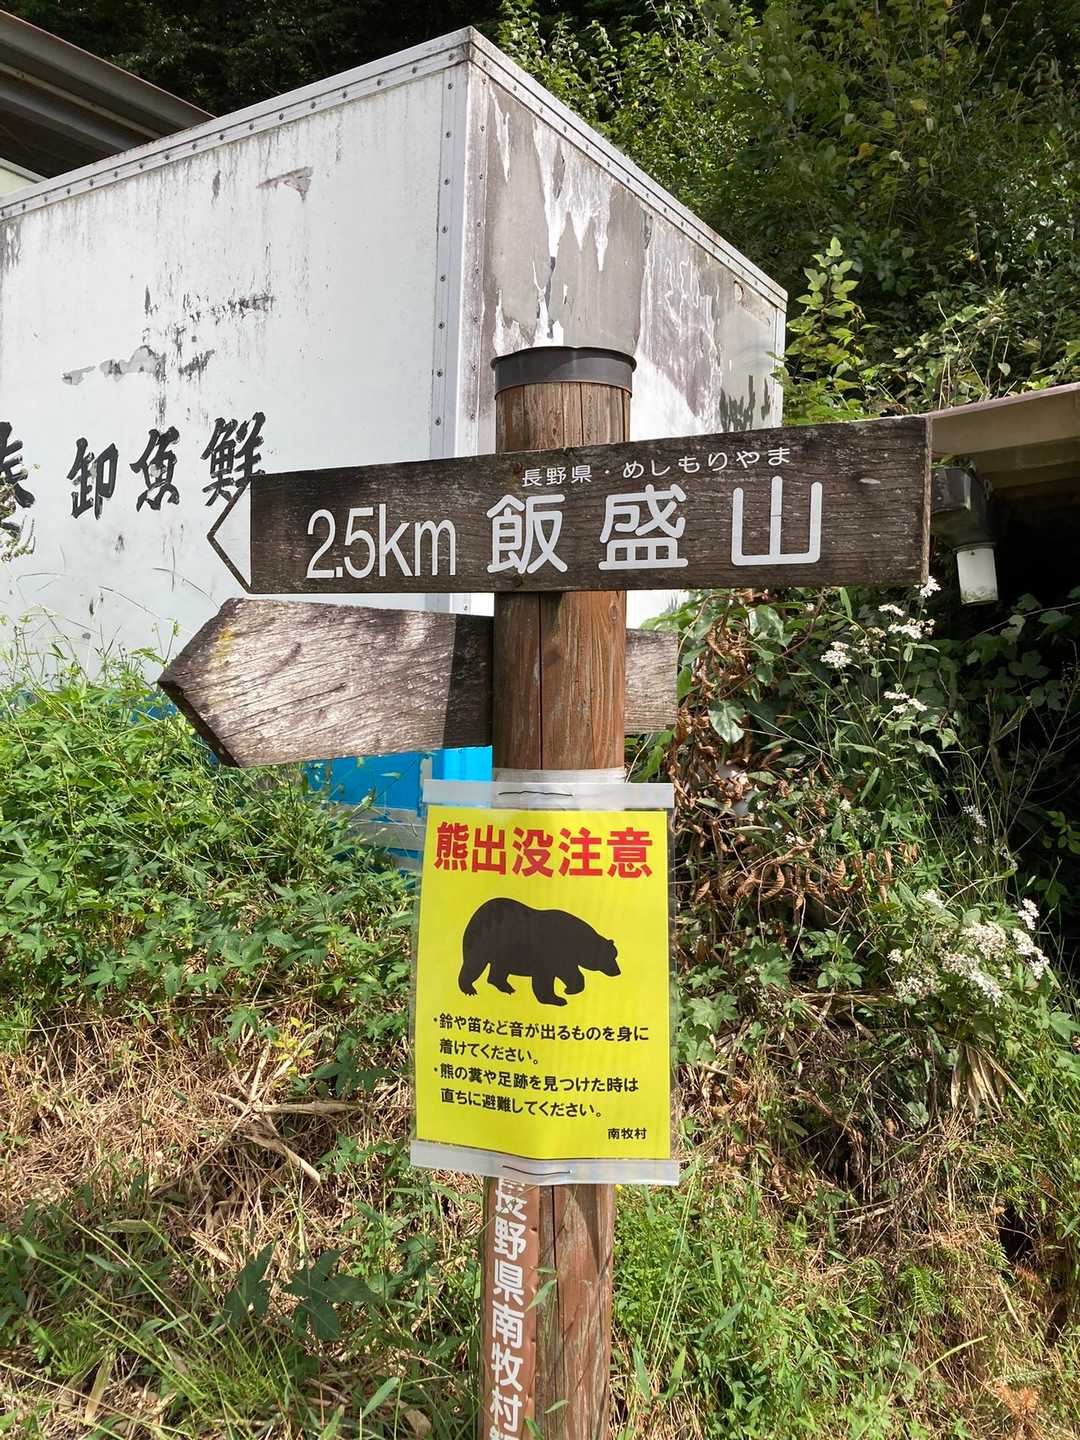 鮮魚卸
長野県・めしもりやま
2.5km 飯盛山
熊出没注意
・鈴や笛など音が出るものを身に
着けてください。
・熊の糞や足跡を見つけた時は
直ちに避難してください。
南牧村
長野県南牧村